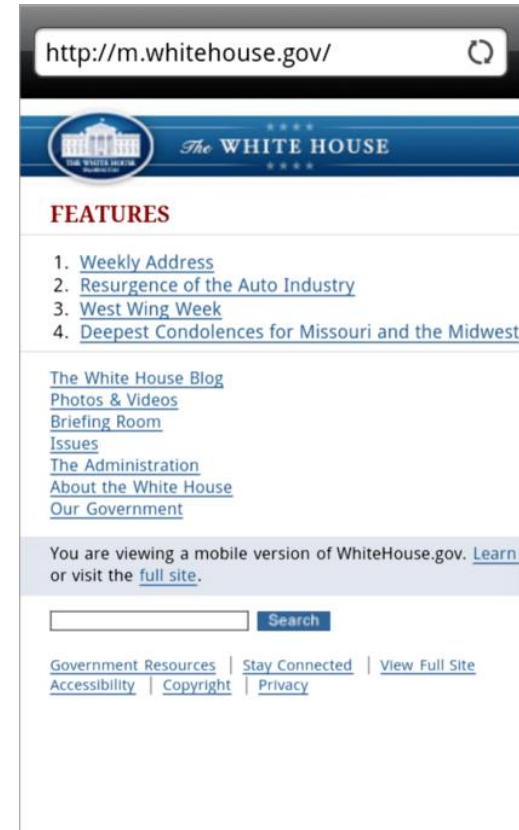 http://m.whitehouse.gov/
THE WHITE HOUSE
WASHINGTON
The WHITE HOUSE
FEATURES
1. Weekly Address
2. Resurgence of the Auto Industry
3. West Wing Week
4. Deepest Condolences for Missouri and the Midwest
The White House Blog
Photos & Videos
Briefing Room
Issues
The Administration
About the White House
Our Government
You are viewing a mobile version of WhiteHouse.gov. Learn
or visit the full site.
Search
Government Resources | Stay Connected | View Full Site
Accessibility | Copyright | Privacy